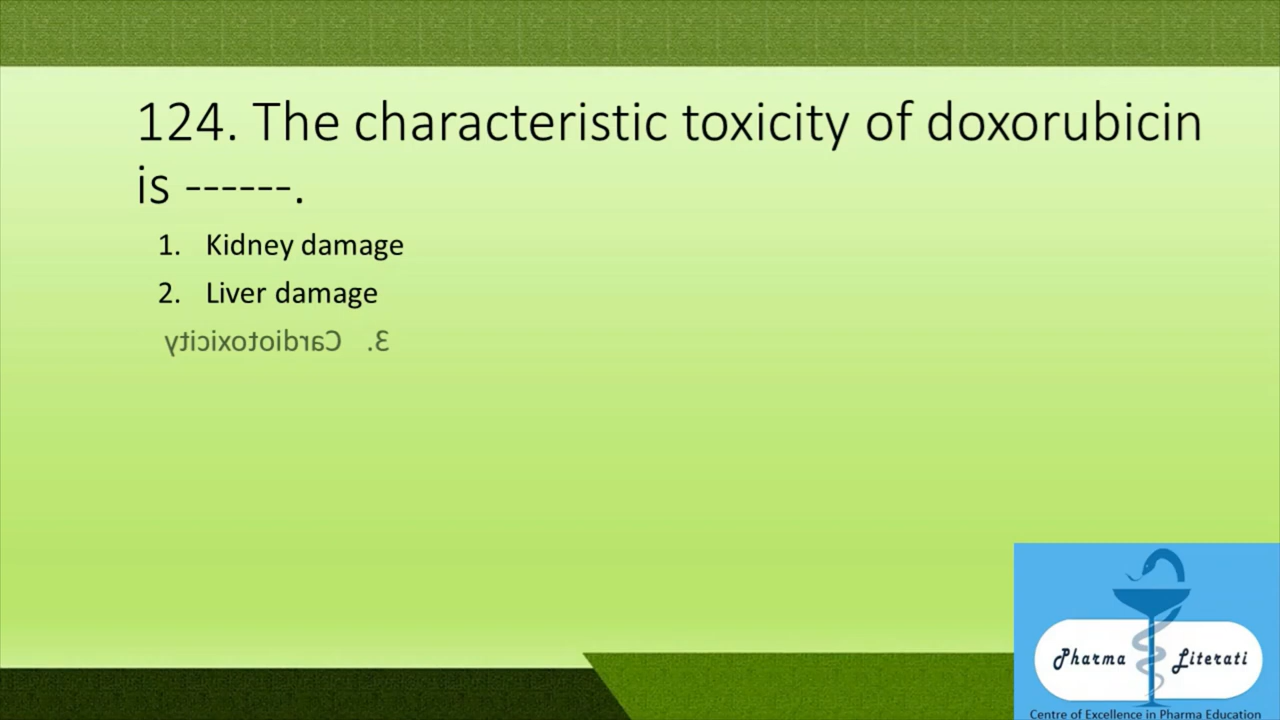 124. The characteristic toxicity of doxorubicin
is ------.
1. Kidney damage
2. Liver damage
3. Cardiotoxicity
Pharma Literati
Centre of Excellence in Pharma Education